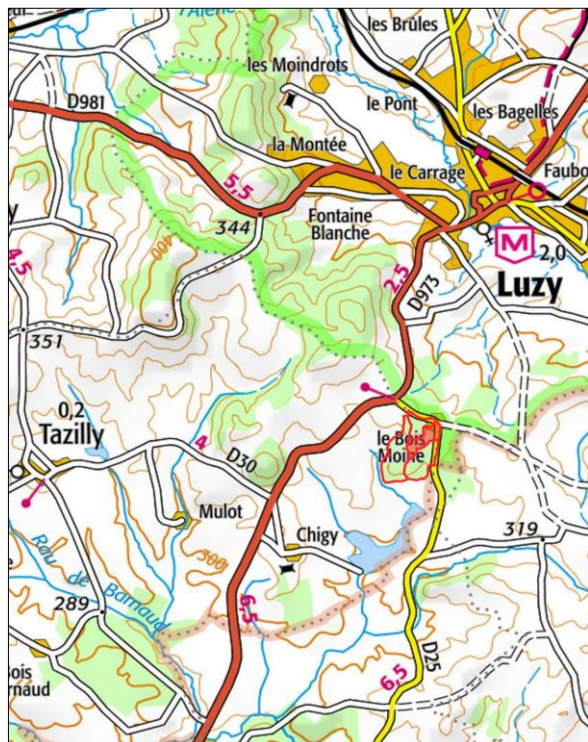 l'Alène
les Brûles
les Moindrots
le Pont
D981
les Bagelles
la Montée
le Carrage
Faubo
5,5
344
Fontaine
Blanche
M
2,0
400
2,5
D973
Luzy
4,5
351
0,2
Tazilly
le Bois
Moine
4
D30
Mulot
319
Chigy
300
Rau de Barnaud
289
6,5
D25
6,5
Bois
rnaud